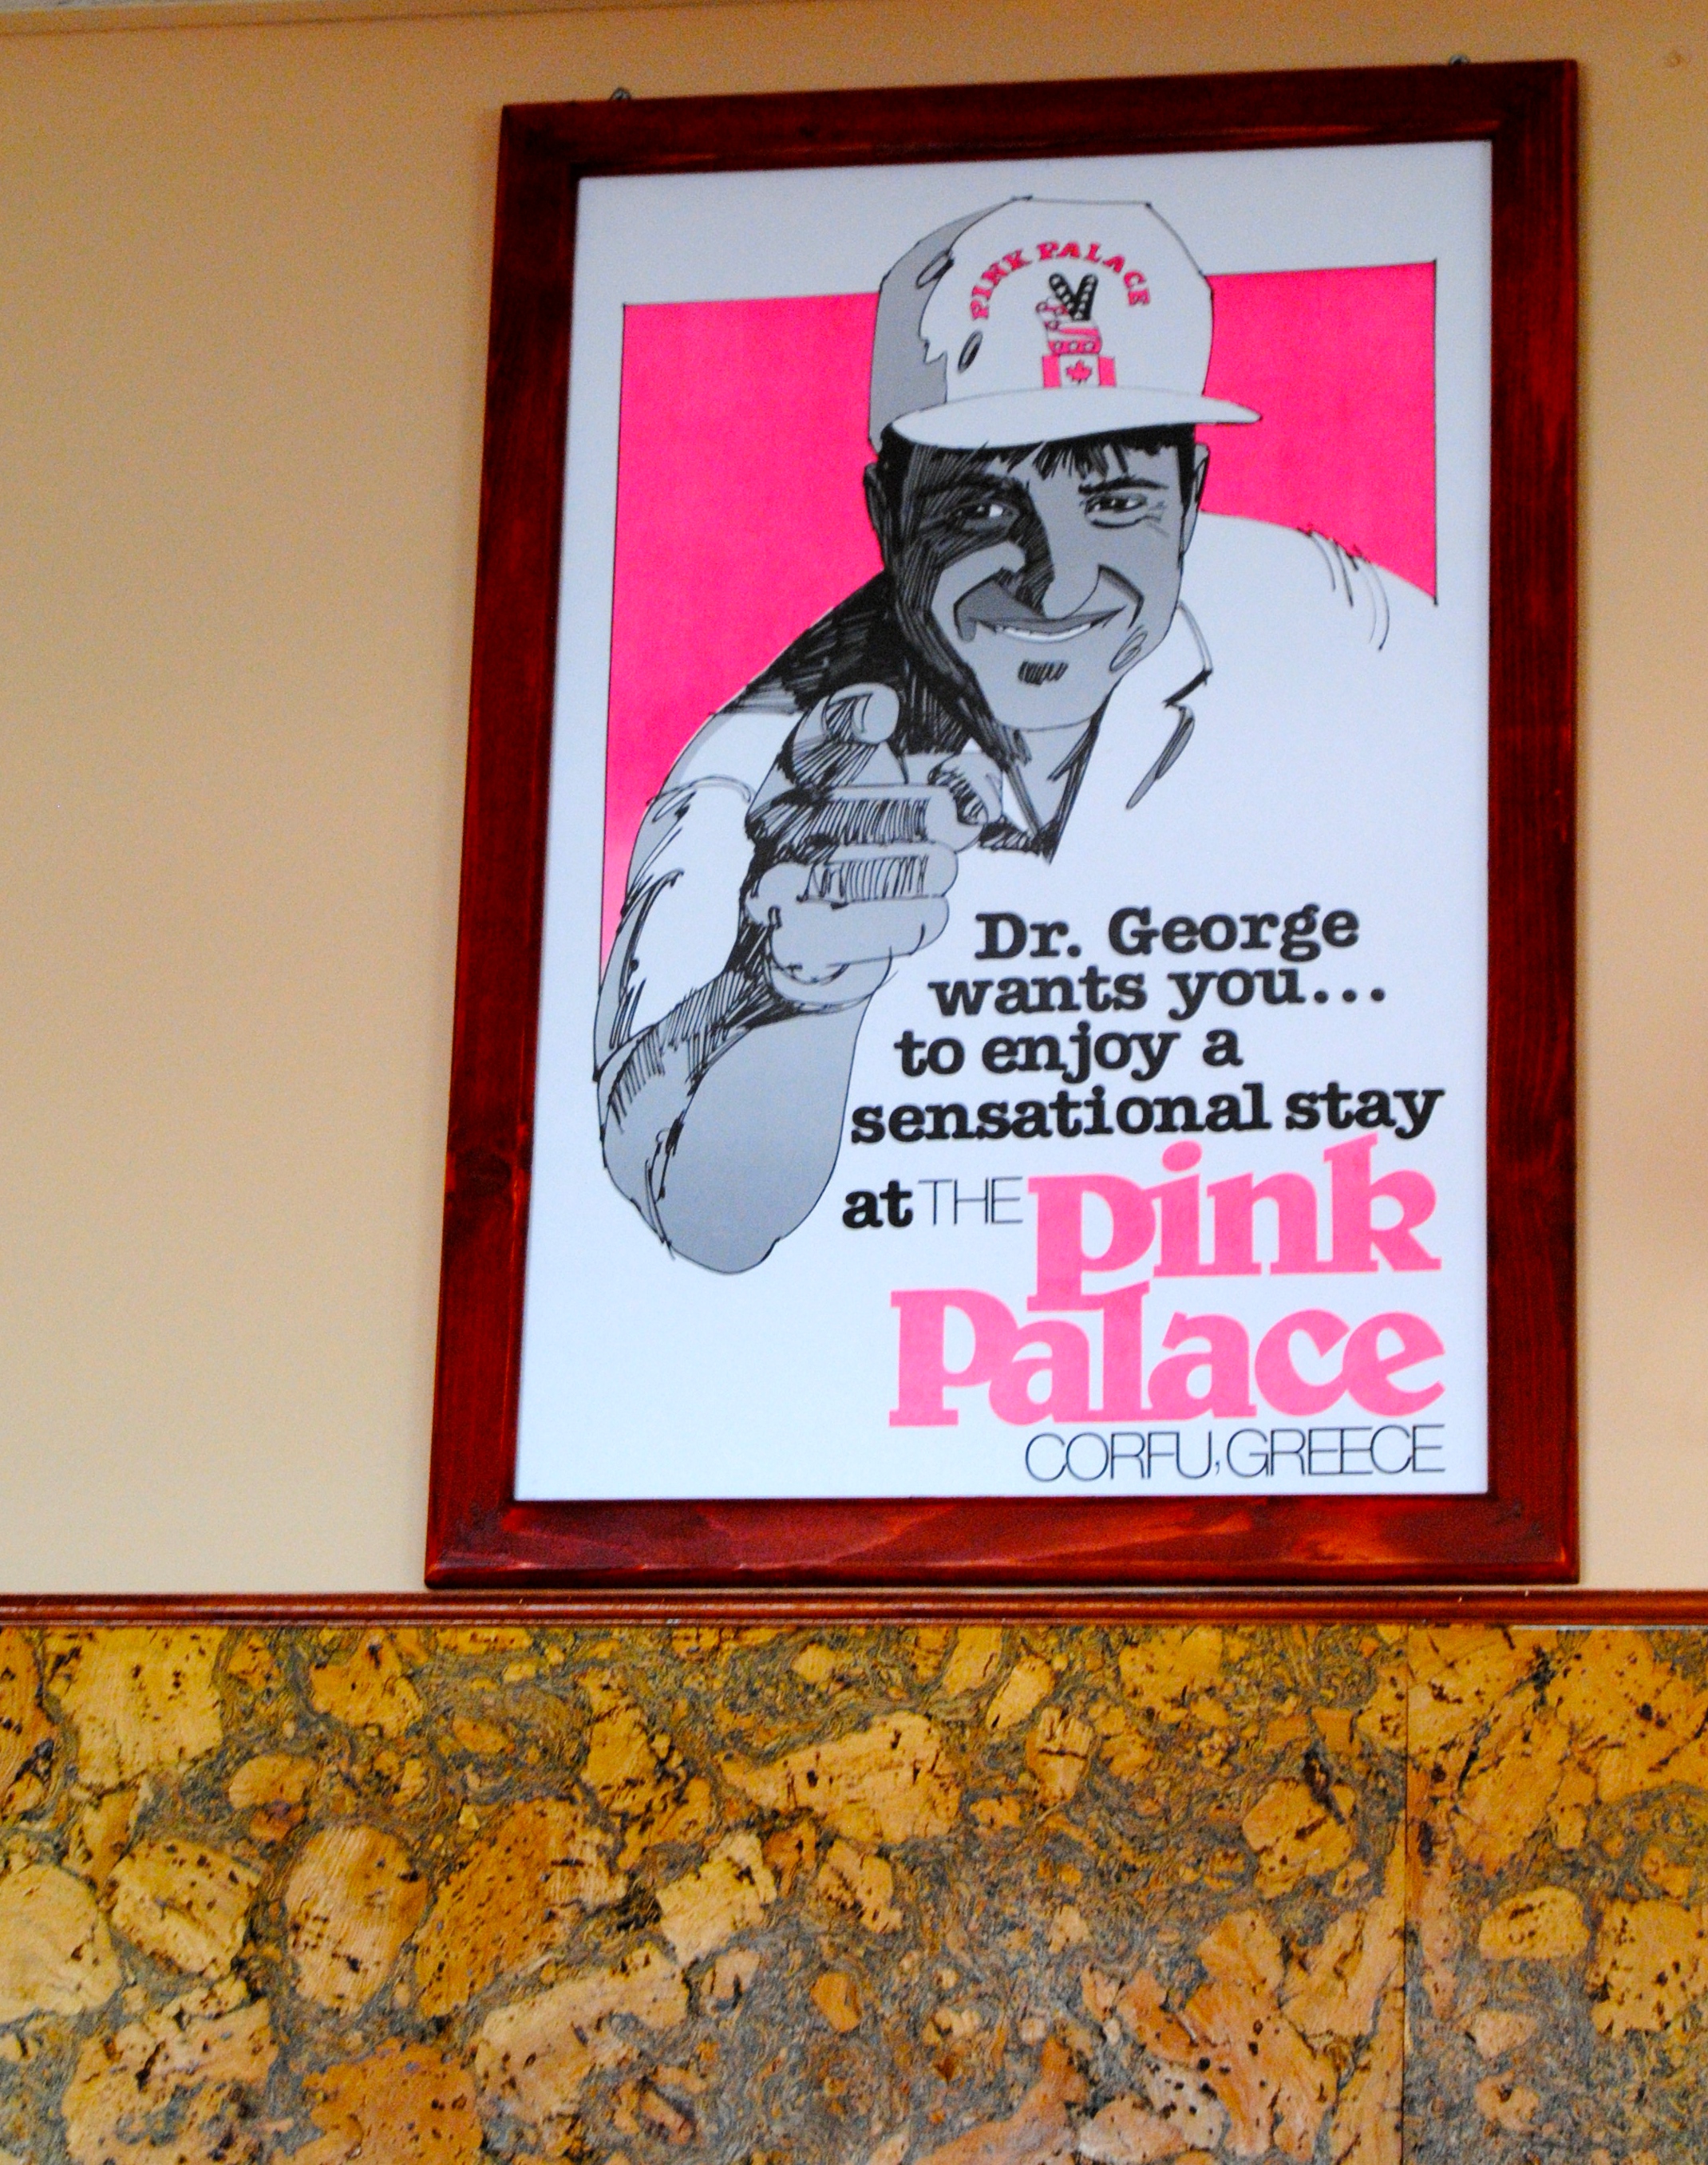 PINK PALACE
Dr. George
wants you...
to enjoy a
sensational stay
at THE pink
Palace
CORFU, GREECE